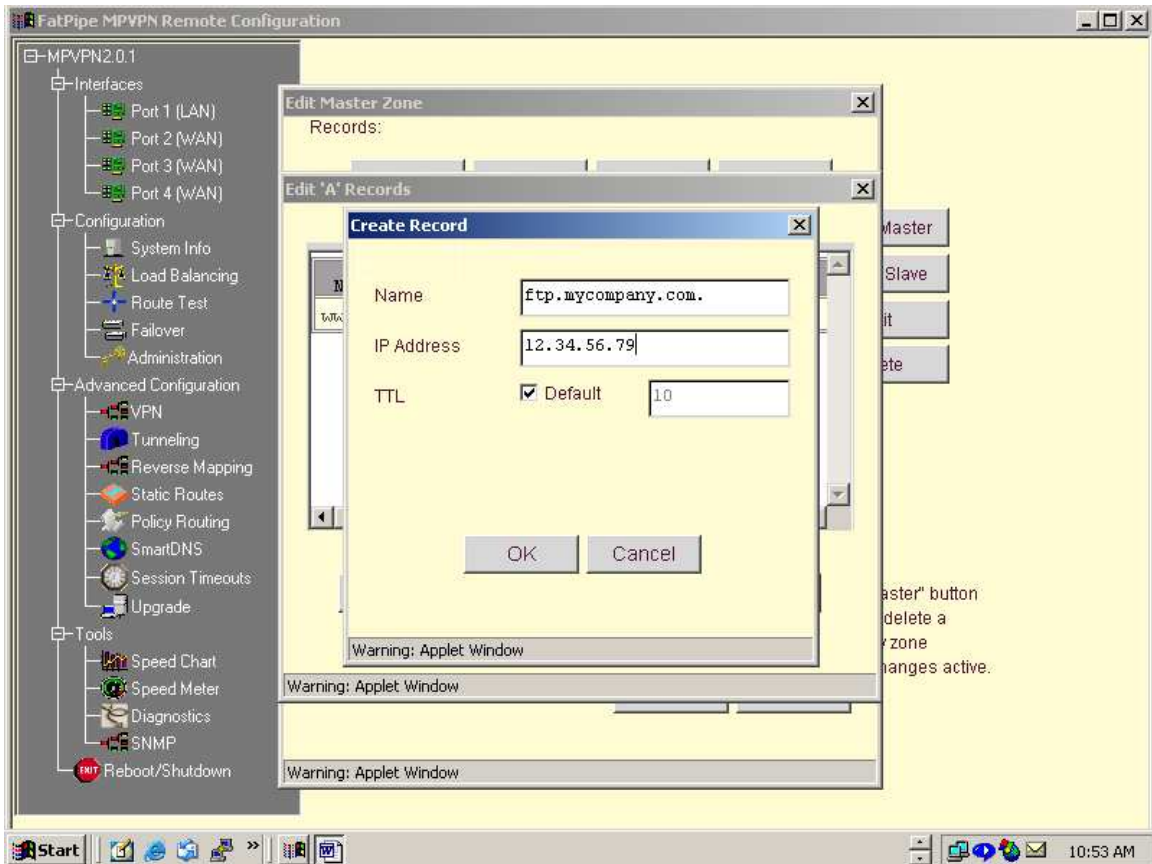 FatPipe MPVPN Remote Configuration
MPVPN2.0.1
Interfaces
Port 1 (LAN)
Port 2 (WAN)
Port 3 (WAN)
Port 4 (WAN)
Configuration
System Info
Load Balancing
Route Test
Failover
Administration
Advanced Configuration
VPN
Tunneling
Reverse Mapping
Static Routes
Policy Routing
SmartDNS
Session Timeouts
Upgrade
Tools
Speed Chart
Speed Meter
Diagnostics
SNMP
EXIT Reboot/Shutdown
Edit Master Zone
Records:
Edit 'A' Records
Create Record
Name
ftp.mycompany.com.
IP Address
12.34.56.79
TTL
Default
10
OK
Cancel
Warning: Applet Window
Warning: Applet Window
Warning: Applet Window
Master
Slave
aster" button
delete a
zone
hanges active.
Start
10:53 AM